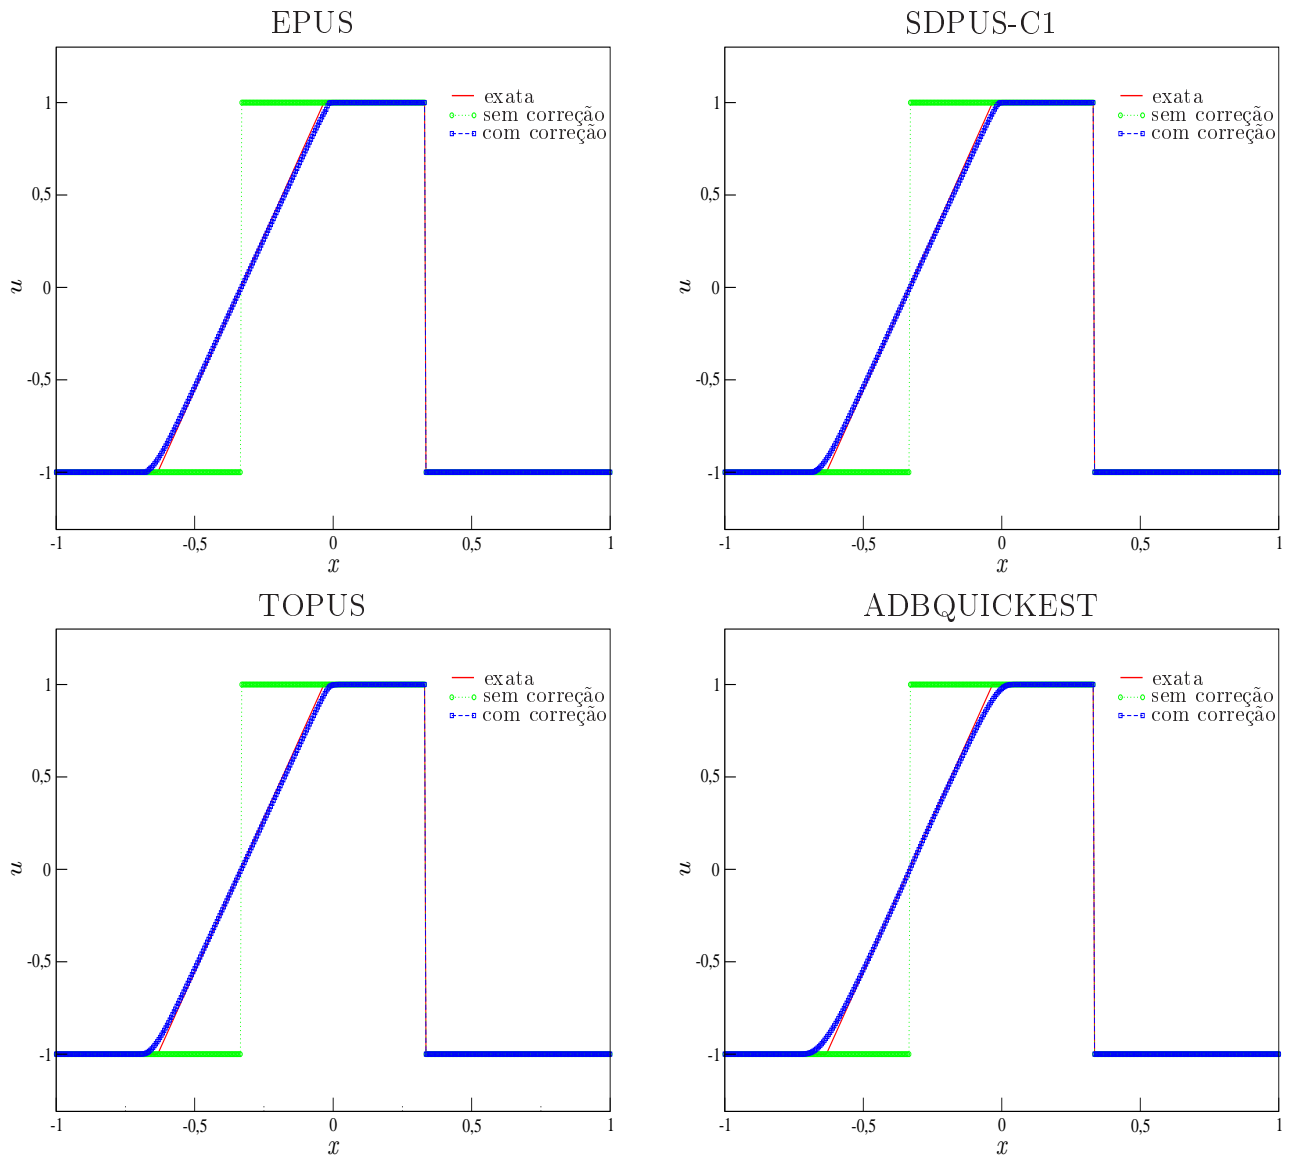 EPUS
exata
sem correção
com correção
1
0,5
0
-0,5
-1
u
-1
-0,5
0
0,5
1
x
SDPUS-C1
exata
sem correção
com correção
1
0,5
0
-0,5
-1
u
-1
-0,5
0
0,5
1
x
TOPUS
exata
sem correção
com correção
1
0,5
0
-0,5
-1
u
-1
-0,5
0
0,5
1
x
ADBQUICKEST
exata
sem correção
com correção
1
0,5
0
-0,5
-1
u
-1
-0,5
0
0,5
1
x